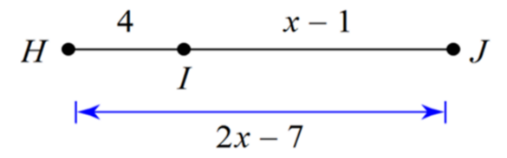 4 x – 1
H J
I
2x – 7